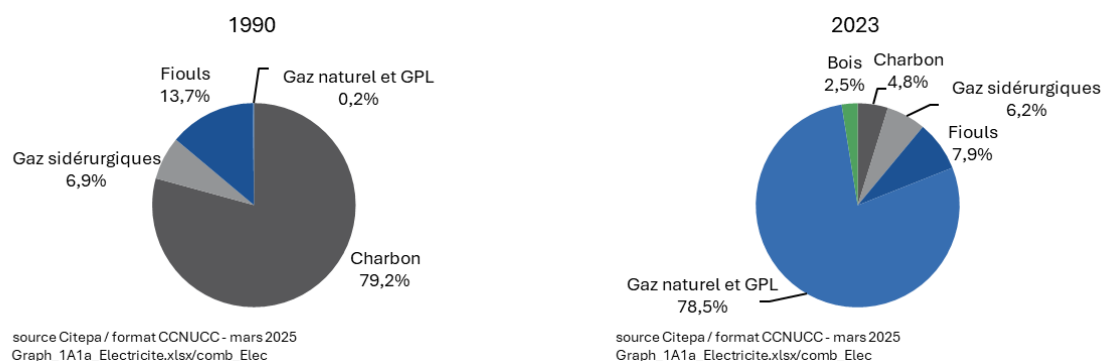 1990
Fiouls
13,7%
Gaz naturel et GPL
0,2%
Gaz sidérurgiques
6,9%
Charbon
79,2%
source Citepa / format CCNUCC - mars 2025
Graph_1A1a_Electricite.xlsx/comb_Elec
2023
Bois
2,5%
Charbon
4,8%
Gaz sidérurgiques
6,2%
Fiouls
7,9%
Gaz naturel et GPL
78,5%
source Citepa / format CCNUCC - mars 2025
Graph_1A1a_Electricite.xlsx/comb_Elec